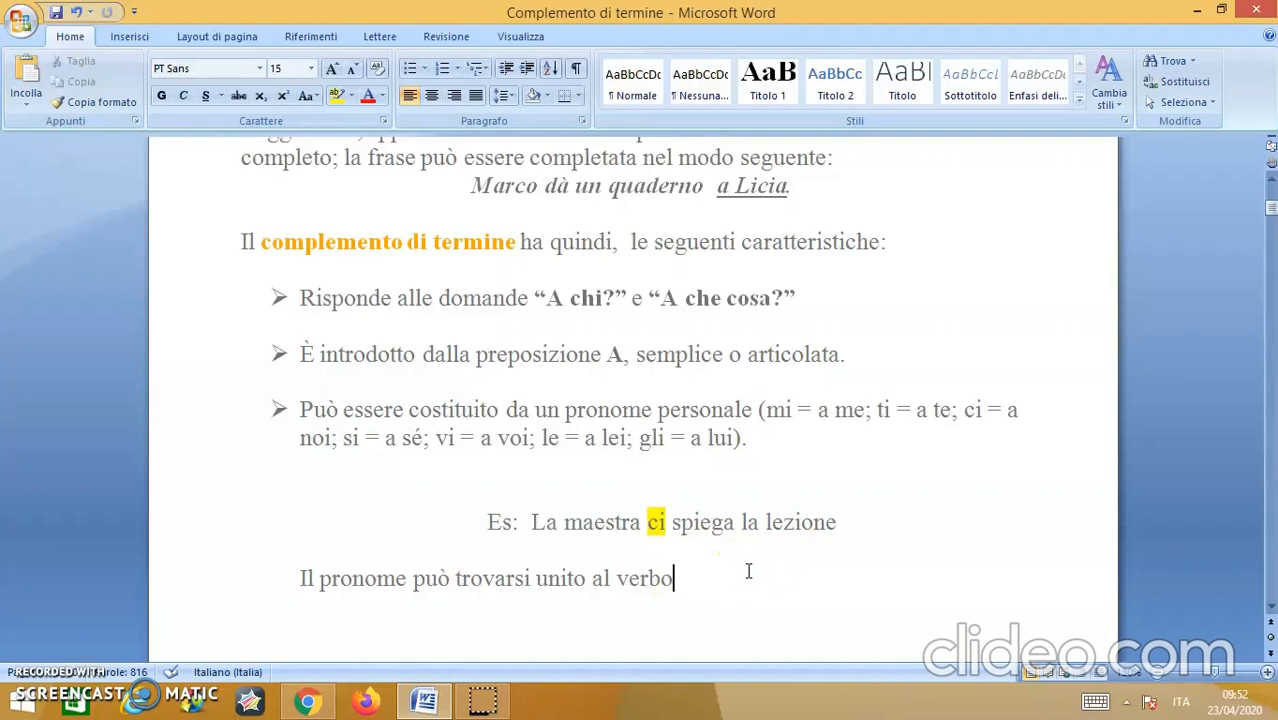 Complemento di termine - Microsoft Word
Home Inserisci Layout di pagina Riferimenti Lettere Revisione Visualizza
Incolla Taglia Copia Copia formato Appunti
PT Sans 15 Carattere
Paragrafo
AaBbCcDc AaBbCcDc AaB AaBbCc AaBbCcL AaBbCcDc
¶ Normale ¶ Nessuna... Titolo 1 Titolo 2 Titolo Sottotitolo Enfasi deli...
Cambia stili Stili
Trova Sostituisci Seleziona Modifica
completo; la frase può essere completata nel modo seguente:
Marco dà un quaderno a Licia.
Il complemento di termine ha quindi, le seguenti caratteristiche:
➢ Risponde alle domande “A chi?” e “A che cosa?”
➢ È introdotto dalla preposizione A, semplice o articolata.
➢ Può essere costituito da un pronome personale (mi = a me; ti = a te; ci = a
noi; si = a sé; vi = a voi; le = a lei; gli = a lui).
Es: La maestra ci spiega la lezione
Il pronome può trovarsi unito al verbo
clideo.com
RECORDED WITH
SCREENCAST MATIC
816 Italiano (Italia)
ITA 09:52
23/04/2020